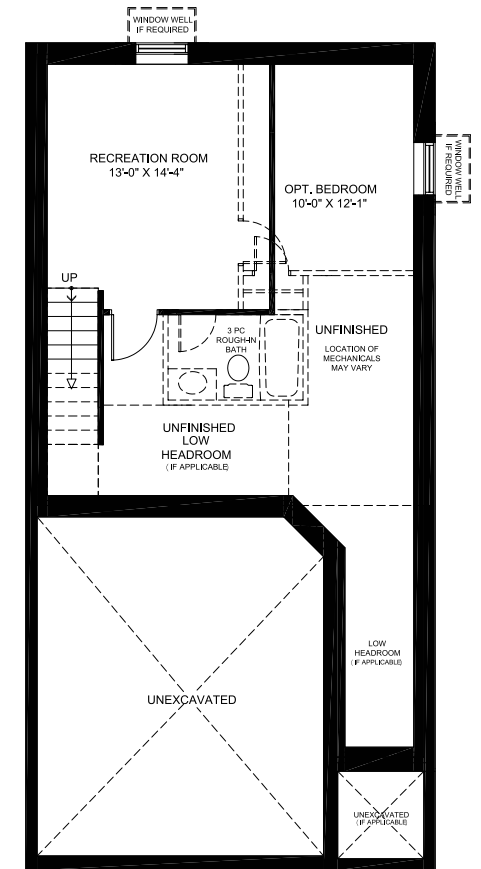 WINDOW WELL
IF REQUIRED
WINDOW WELL
IF REQUIRED
RECREATION ROOM
13'-0" X 14'-4"
OPT. BEDROOM
10'-0" X 12'-1"
UP
3 PC
ROUGH-IN
BATH
UNFINISHED
LOCATION OF
MECHANICALS
MAY VARY
UNFINISHED
LOW
HEADROOM
( IF APPLICABLE)
LOW
HEADROOM
( IF APPLICABLE)
UNEXCAVATED
UNEXCAVATED
( IF APPLICABLE)